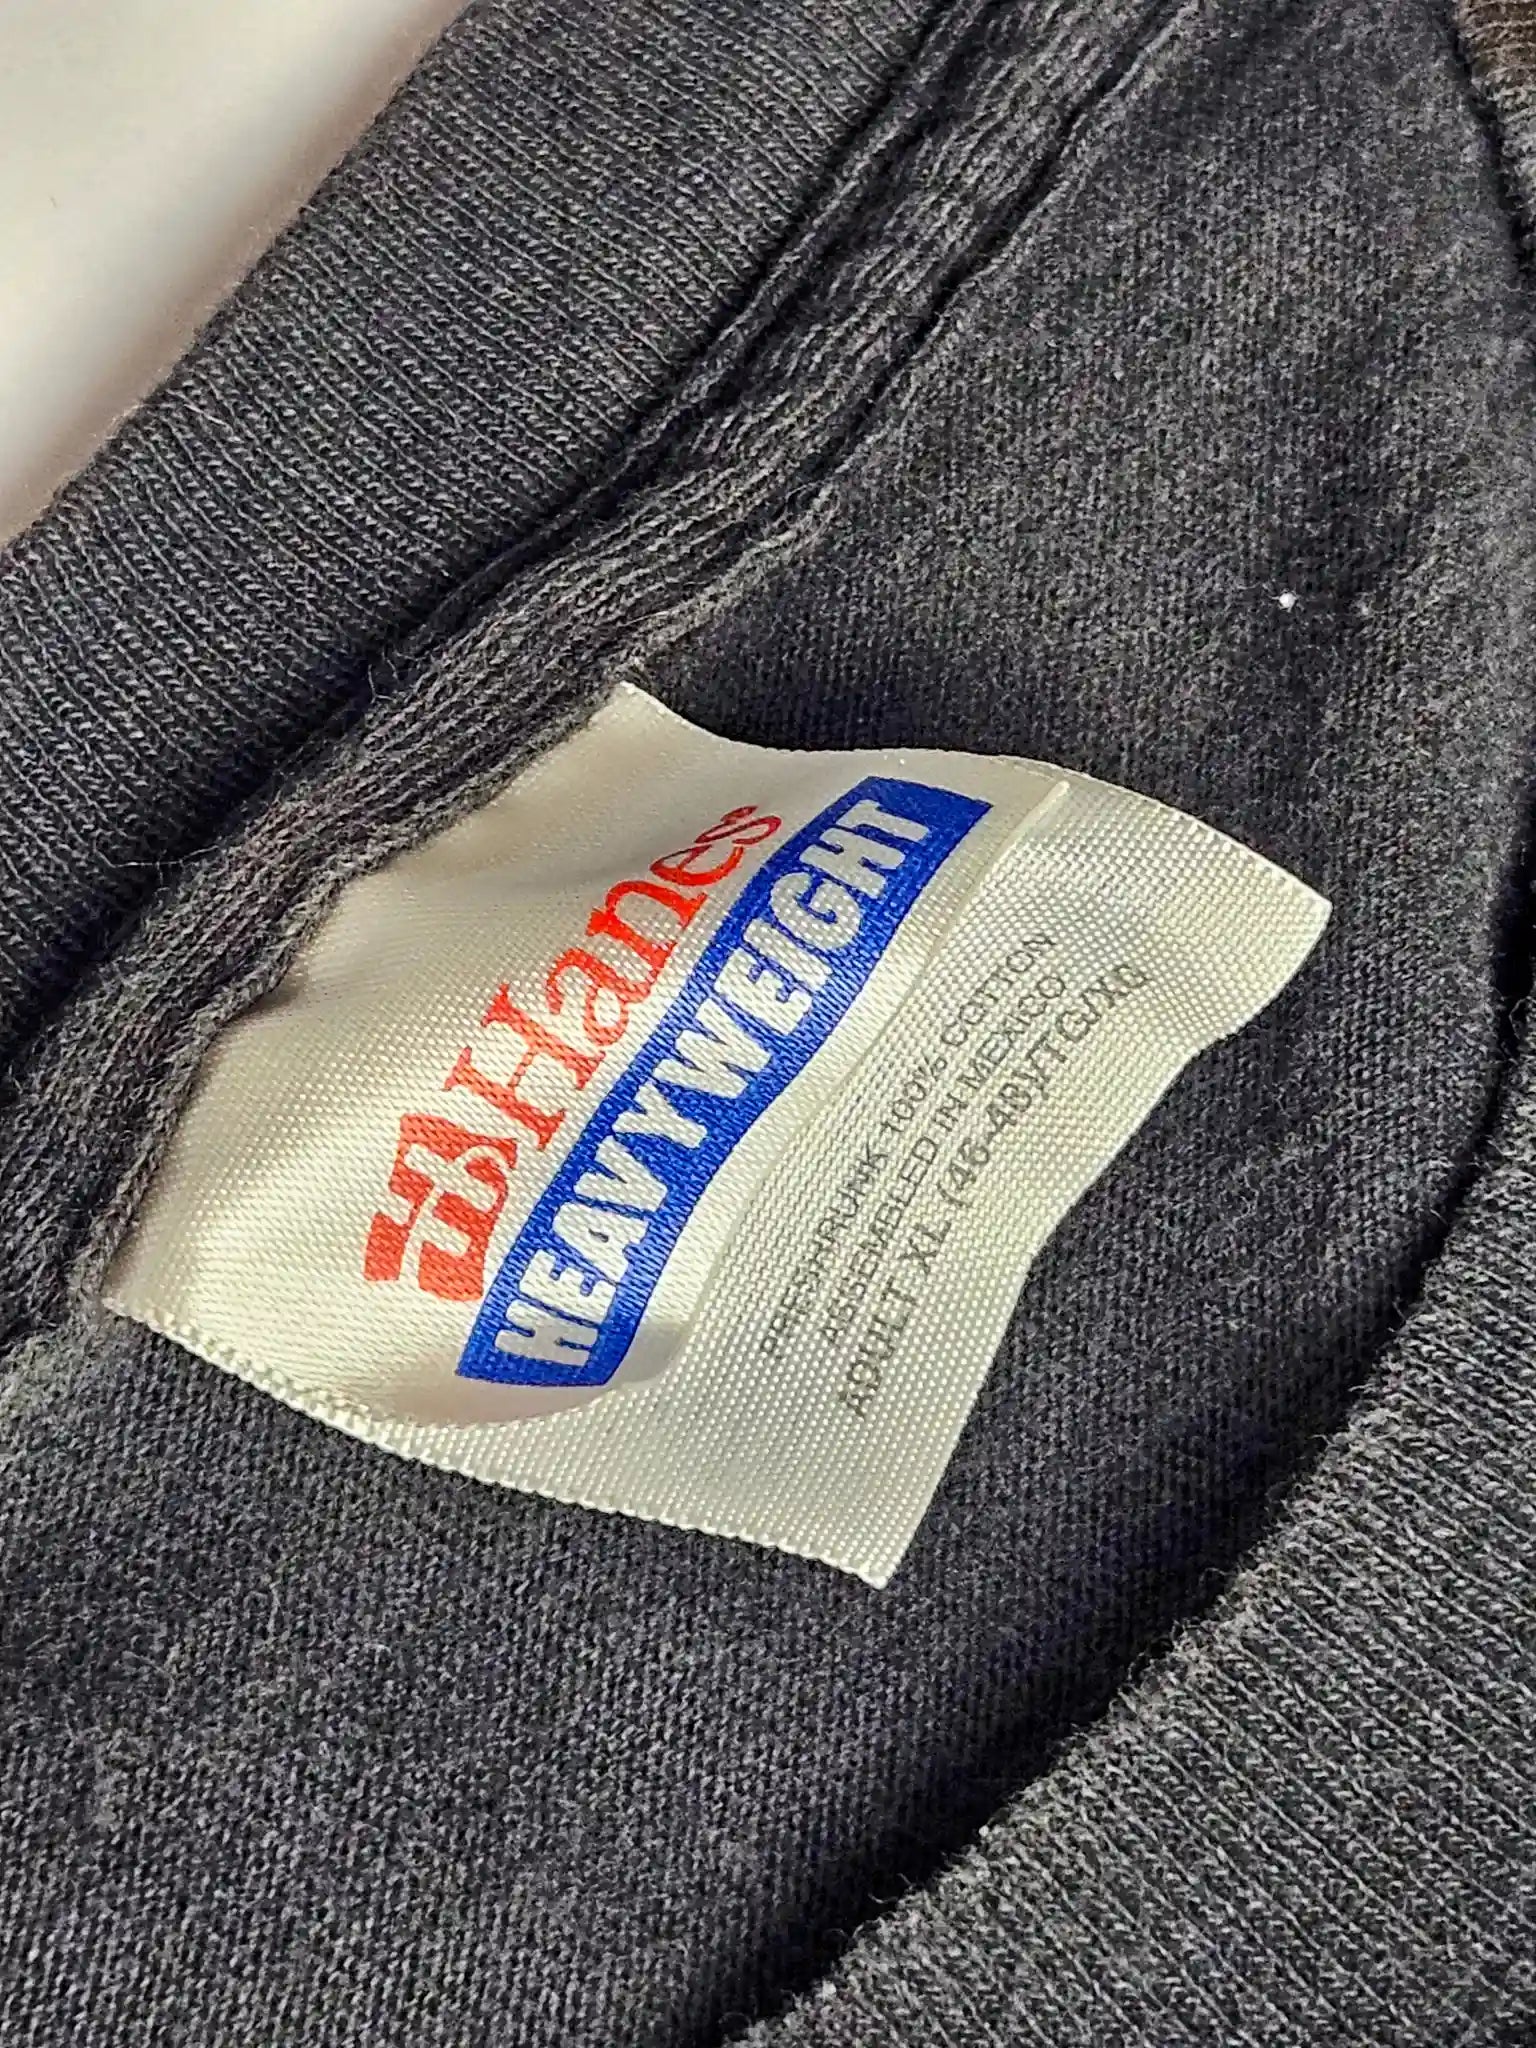 Hanes
HEAVYWEIGHT
PRESHRUNK 100% COTTON
ASSEMBLED IN MEXICO
ADULT XL (46-48)/TG/XG